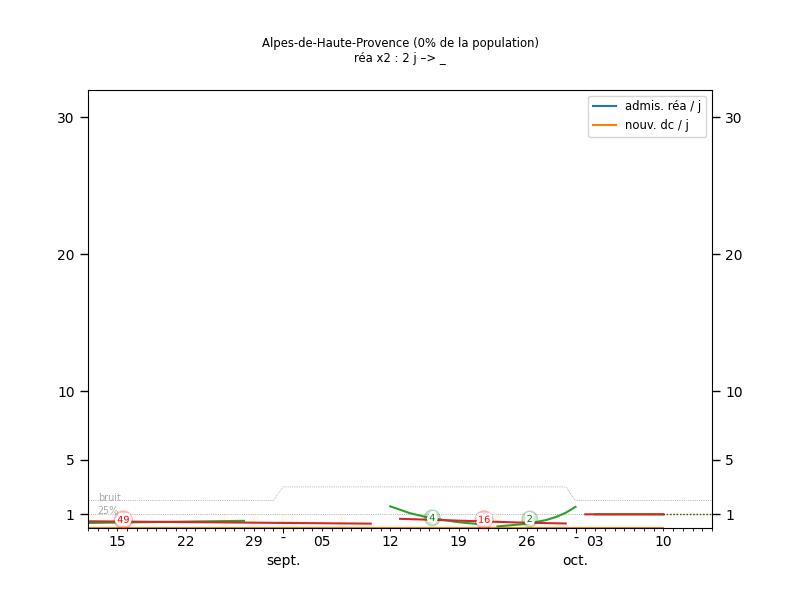 Alpes-de-Haute-Provence (0% de la population)
réa x2 : 2 j –> _
admis. réa / j
nouv. dc / j
30 30
20 20
10 10
5 5
bruit
25%
1 1
49 4 16 2
15 22 29 - 05 12 19 26 - 03 10
sept. oct.